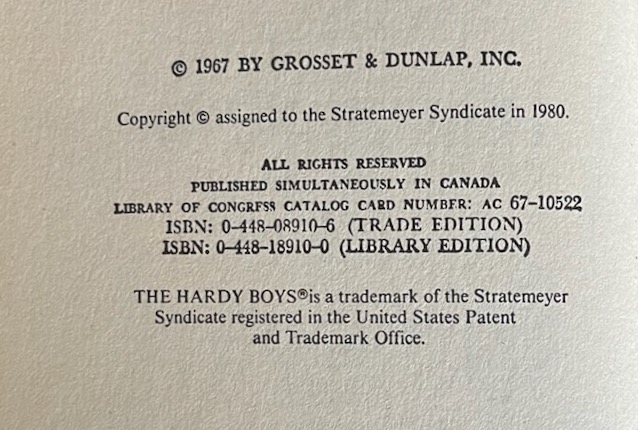 © 1967 BY GROSSET & DUNLAP, INC.
Copyright © assigned to the Stratemeyer Syndicate in 1980.
ALL RIGHTS RESERVED
PUBLISHED SIMULTANEOUSLY IN CANADA
LIBRARY OF CONGRESS CATALOG CARD NUMBER: AC 67–10522
ISBN: 0–448–08910–6 (TRADE EDITION)
ISBN: 0–448–18910–0 (LIBRARY EDITION)
THE HARDY BOYS® is a trademark of the Stratemeyer
Syndicate registered in the United States Patent
and Trademark Office.